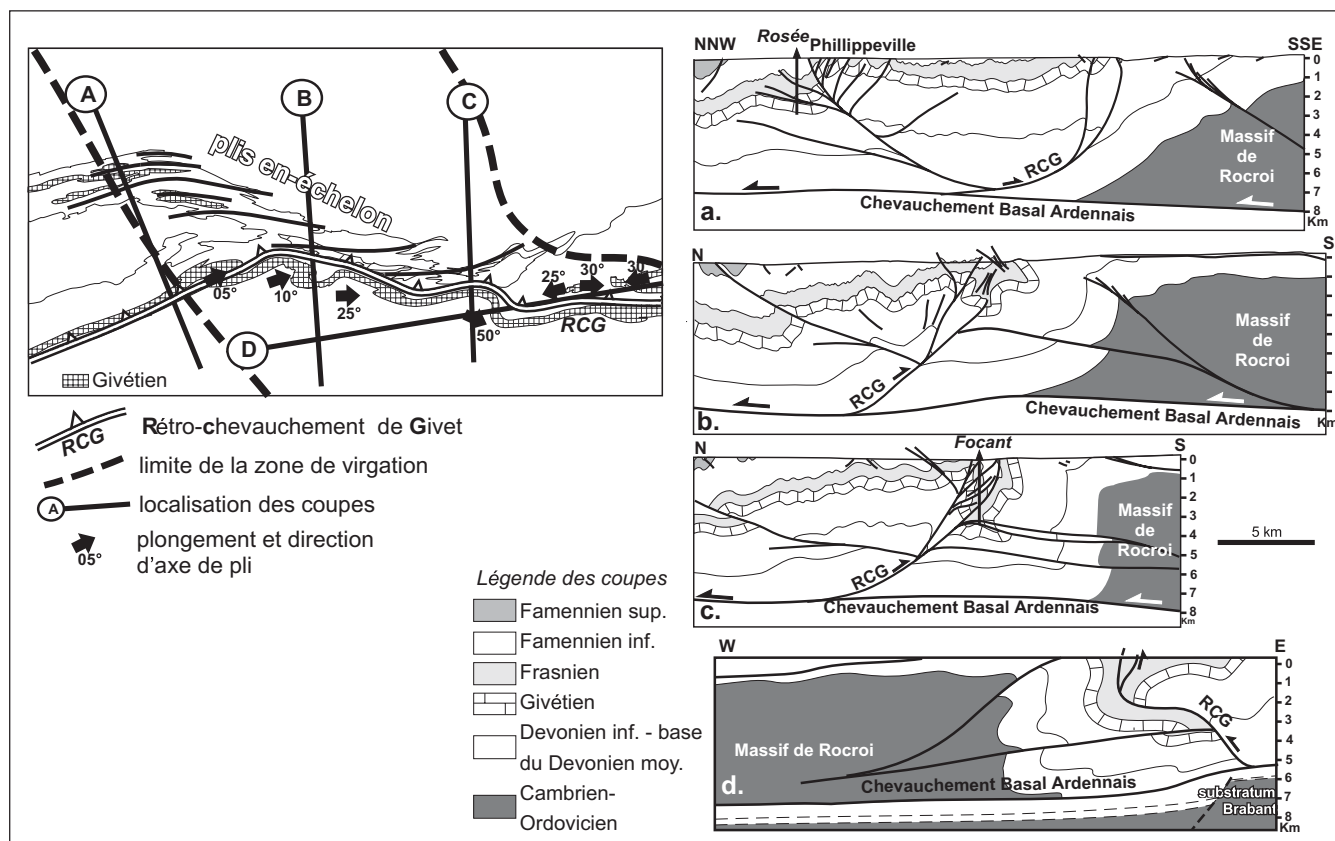 A
B
C
plis en-échelon
05°
10°
25°
25°
30°
30
50°
RCG
D
Givétien
RCG
Rétro-chevauchement de Givet
limite de la zone de virgation
A
localisation des coupes
05°
plongement et direction
d'axe de pli
Légende des coupes
Famennien sup.
Famennien inf.
Frasnien
Givétien
Devonien inf. - base
du Devonien moy.
Cambrien-
Ordovicien
NNW
Rosée
Phillippeville
SSE
0
1
2
3
4
5
6
7
8
Km
RCG
Massif
de
Rocroi
Chevauchement Basal Ardennais
a.
N
S
RCG
Massif
de
Rocroi
Chevauchement Basal Ardennais
b.
Km
N
Focant
S
0
1
2
3
4
5
6
7
8
Km
Massif
de
Rocroi
RCG
Chevauchement Basal Ardennais
c.
5 km
W
E
0
1
2
3
4
5
6
7
8
Km
RCG
Massif de Rocroi
Chevauchement Basal Ardennais
d.
substratum
Brabant